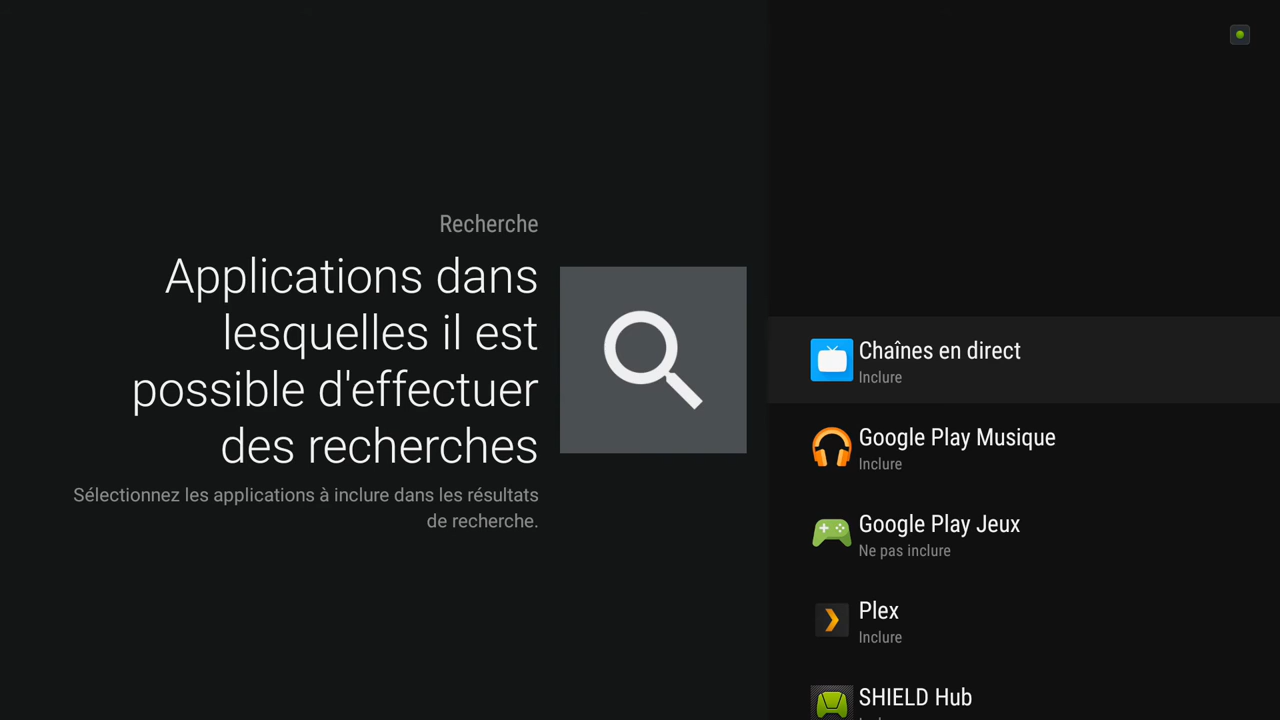 Recherche
Applications dans
lesquelles il est
possible d'effectuer
des recherches
Sélectionnez les applications à inclure dans les résultats
de recherche.
Chaînes en direct
Inclure
Google Play Musique
Inclure
Google Play Jeux
Ne pas inclure
Plex
Inclure
SHIELD Hub